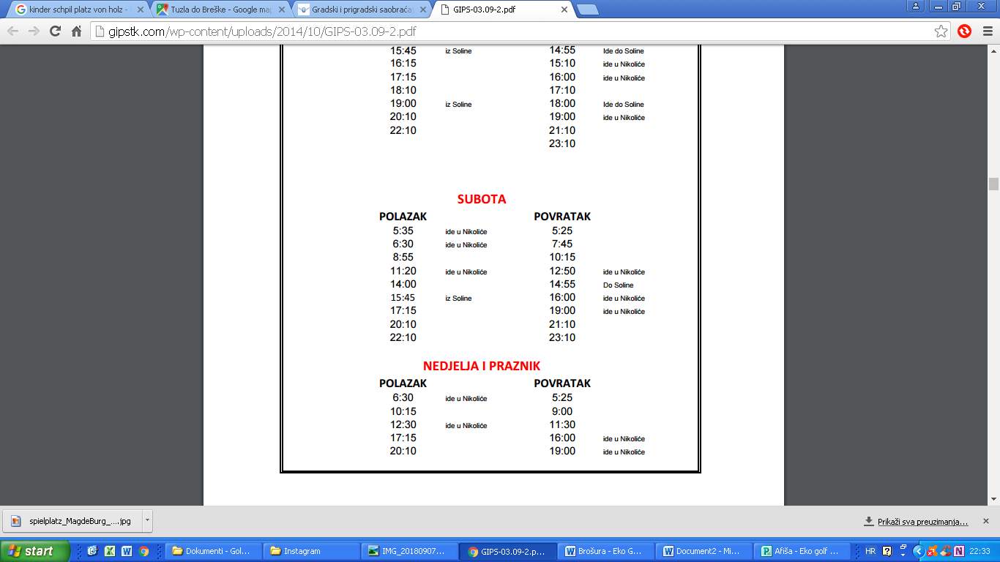 kinder schpil platz von holz -
Tuzla do Breške - Google ma
Gradski i prigradski saobraća
GIPS-03.09-2.pdf
gipstk.com/wp-content/uploads/2014/10/GIPS-03.09-2.pdf
15:45 iz Soline 14:55 Ide do Soline
16:15 15:10 ide u Nikoliće
17:15 16:00 ide u Nikoliće
18:10 17:10
19:00 iz Soline 18:00 Ide do Soline
20:10 19:00 ide u Nikoliće
22:10 21:10
23:10
SUBOTA
POLAZAK POVRATAK
5:35 ide u Nikoliće 5:25
6:30 ide u Nikoliće 7:45
8:55 10:15
11:20 ide u Nikoliće 12:50 ide u Nikoliće
14:00 14:55 Do Soline
15:45 iz Soline 16:00 ide u Nikoliće
17:15 19:00 ide u Nikoliće
20:10 21:10
22:10 23:10
NEDJELJA I PRAZNIK
POLAZAK POVRATAK
6:30 ide u Nikoliće 5:25
10:15 9:00
12:30 ide u Nikoliće 11:30
17:15 16:00 ide u Nikoliće
20:10 19:00 ide u Nikoliće
spielplatz_MagdeBurg_....jpg
Prikaži sva preuzimanja...
start
Dokumenti - Gol...
Instagram
IMG_20180907...
GIPS-03.09-2.p...
Brošura - Eko G...
Document2 - Mi...
Afiša - Eko golf ...
HR
22:33